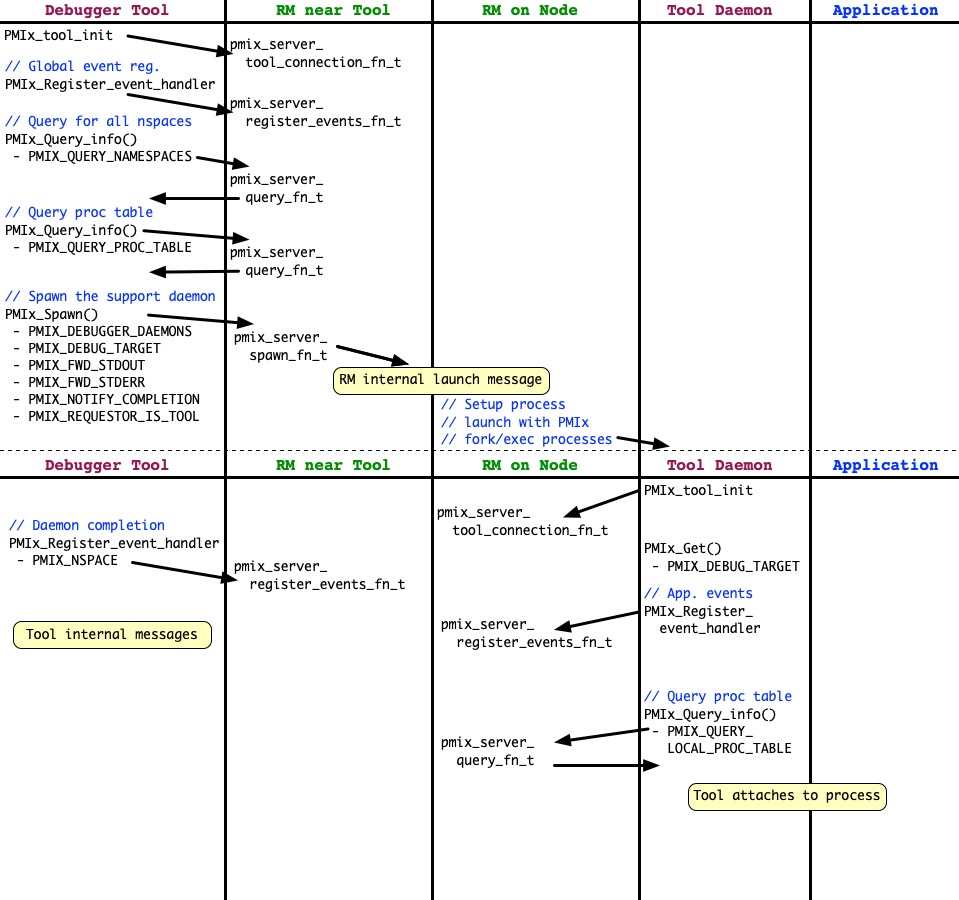 Debugger Tool RM near Tool RM on Node Tool Daemon Application
PMIx_tool_init
pmix_server_
tool_connection_fn_t
// Global event reg.
PMIx_Register_event_handler
pmix_server_
register_events_fn_t
// Query for all nspaces
PMIx_Query_info()
- PMIX_QUERY_NAMESPACES
pmix_server_
query_fn_t
// Query proc table
PMIx_Query_info()
- PMIX_QUERY_PROC_TABLE
pmix_server_
query_fn_t
// Spawn the support daemon
PMIx_Spawn()
- PMIX_DEBUGGER_DAEMONS
- PMIX_DEBUG_TARGET
- PMIX_FWD_STDOUT
- PMIX_FWD_STDERR
- PMIX_NOTIFY_COMPLETION
- PMIX_REQUESTOR_IS_TOOL
pmix_server_
spawn_fn_t
RM internal launch message
// Setup process
// launch with PMIx
// fork/exec processes
Debugger Tool RM near Tool RM on Node Tool Daemon Application
PMIx_tool_init
pmix_server_
tool_connection_fn_t
// Daemon completion
PMIx_Register_event_handler
- PMIX_NSPACE
pmix_server_
register_events_fn_t
PMIx_Get()
- PMIX_DEBUG_TARGET
// App. events
PMIx_Register_
event_handler
pmix_server_
register_events_fn_t
Tool internal messages
// Query proc table
PMIx_Query_info()
- PMIX_QUERY_
LOCAL_PROC_TABLE
pmix_server_
query_fn_t
Tool attaches to process